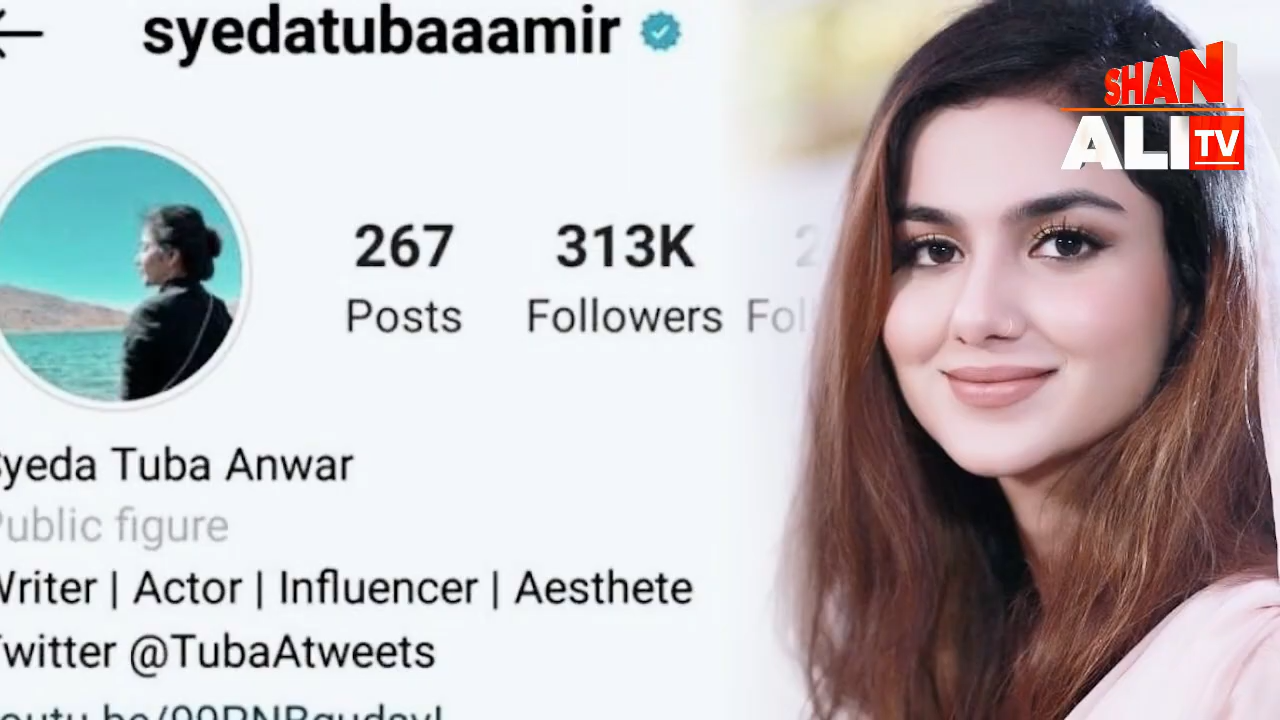 syedatubaaamir
267
313K
Posts
Followers
Syeda Tuba Anwar
Public figure
Writer | Actor | Influencer | Aesthete
Twitter @TubaAtweets
SHAN
ALI TV